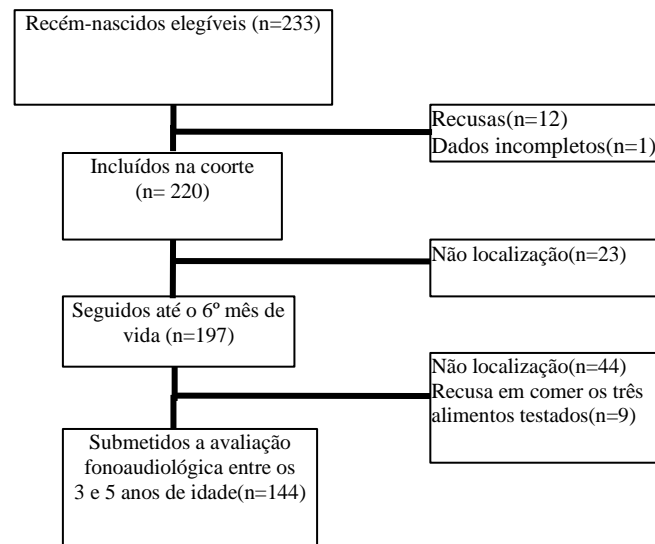 Recém-nascidos elegíveis (n=233)
Recusas(n=12)
Dados incompletos(n=1)
Incluídos na coorte
(n= 220)
Não localização(n=23)
Seguidos até o 6º mês de
vida (n=197)
Não localização(n=44)
Recusa em comer os três
alimentos testados(n=9)
Submetidos a avaliação
fonoaudiológica entre os
3 e 5 anos de idade(n=144)